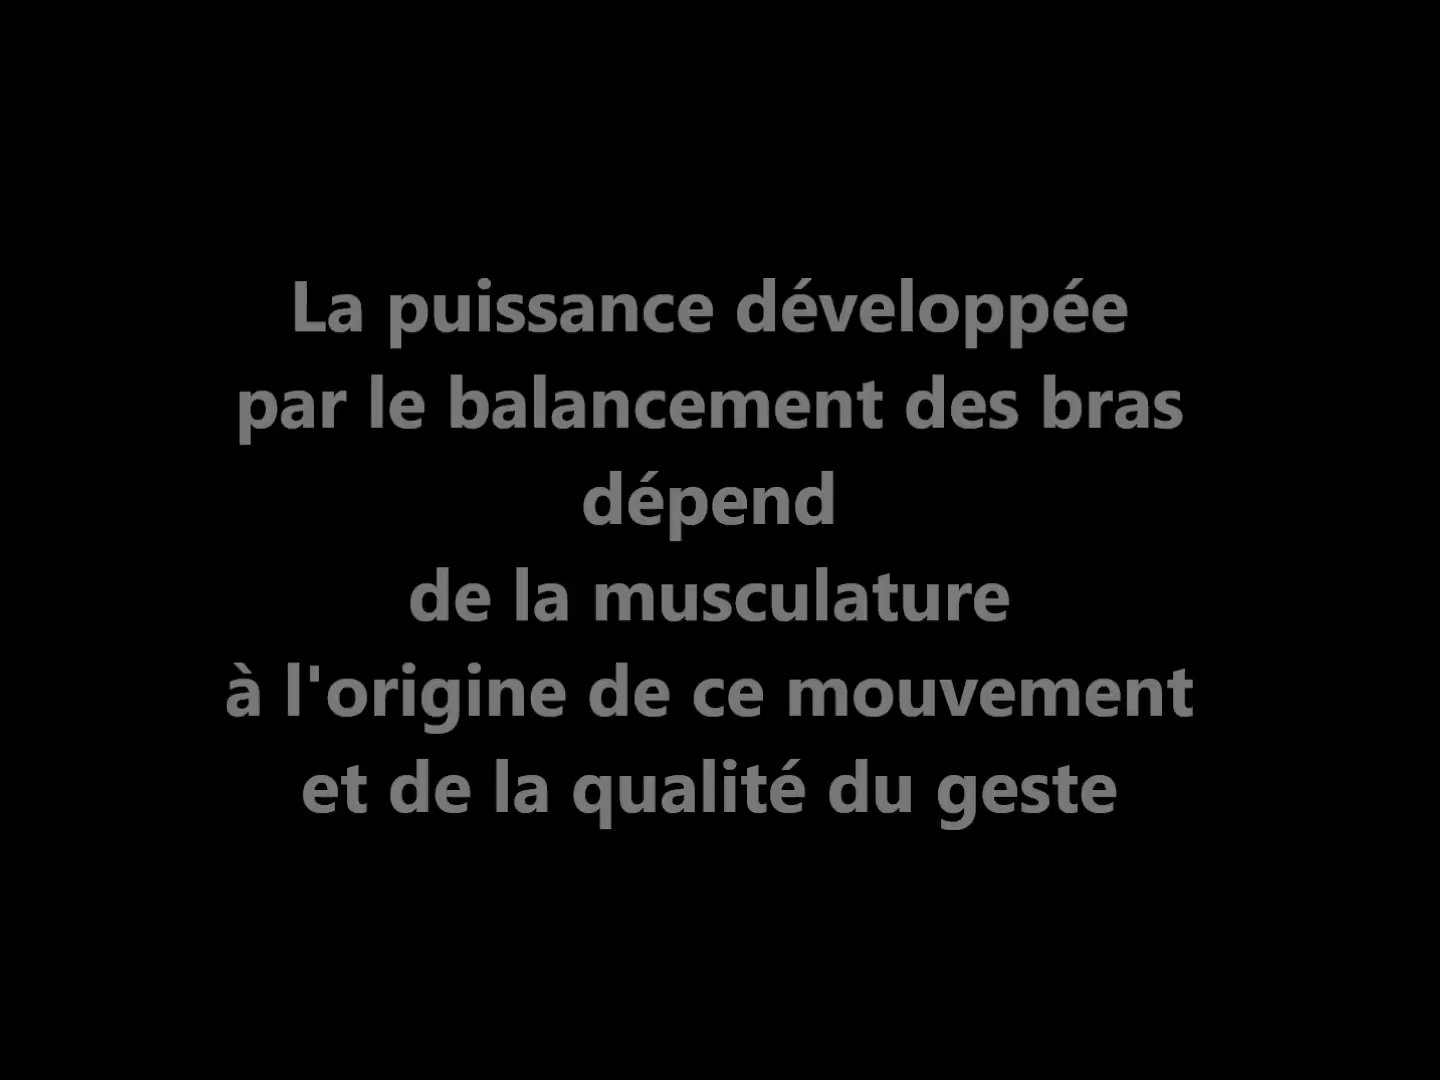 La puissance développée
par le balancement des bras
dépend
de la musculature
à l'origine de ce mouvement
et de la qualité du geste